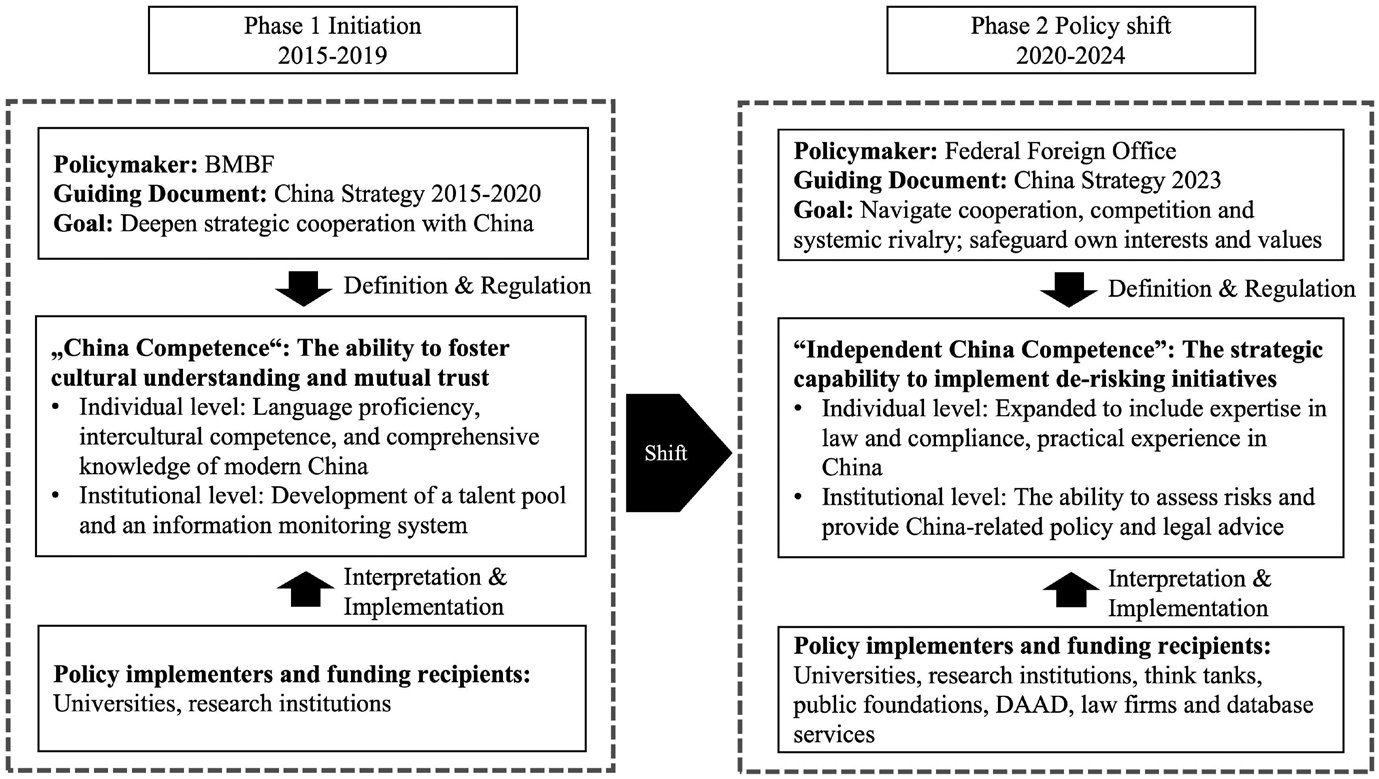 Phase 1 Initiation
2015-2019
Policymaker: BMBF
Guiding Document: China Strategy 2015-2020
Goal: Deepen strategic cooperation with China
Definition & Regulation
„China Competence“: The ability to foster
cultural understanding and mutual trust
• Individual level: Language proficiency,
intercultural competence, and comprehensive
knowledge of modern China
• Institutional level: Development of a talent pool
and an information monitoring system
Interpretation &
Implementation
Policy implementers and funding recipients:
Universities, research institutions
Shift
Phase 2 Policy shift
2020-2024
Policymaker: Federal Foreign Office
Guiding Document: China Strategy 2023
Goal: Navigate cooperation, competition and
systemic rivalry; safeguard own interests and values
Definition & Regulation
“Independent China Competence”: The strategic
capability to implement de-risking initiatives
• Individual level: Expanded to include expertise in
law and compliance, practical experience in
China
• Institutional level: The ability to assess risks and
provide China-related policy and legal advice
Interpretation &
Implementation
Policy implementers and funding recipients:
Universities, research institutions, think tanks,
public foundations, DAAD, law firms and database
services